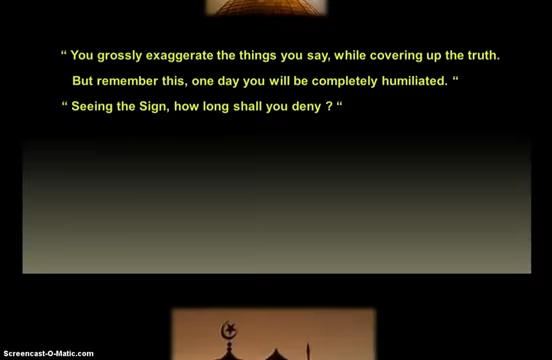 “ You grossly exaggerate the things you say, while covering up the truth.
But remember this, one day you will be completely humiliated. “
“ Seeing the Sign, how long shall you deny ? “
Screencast-O-Matic.com